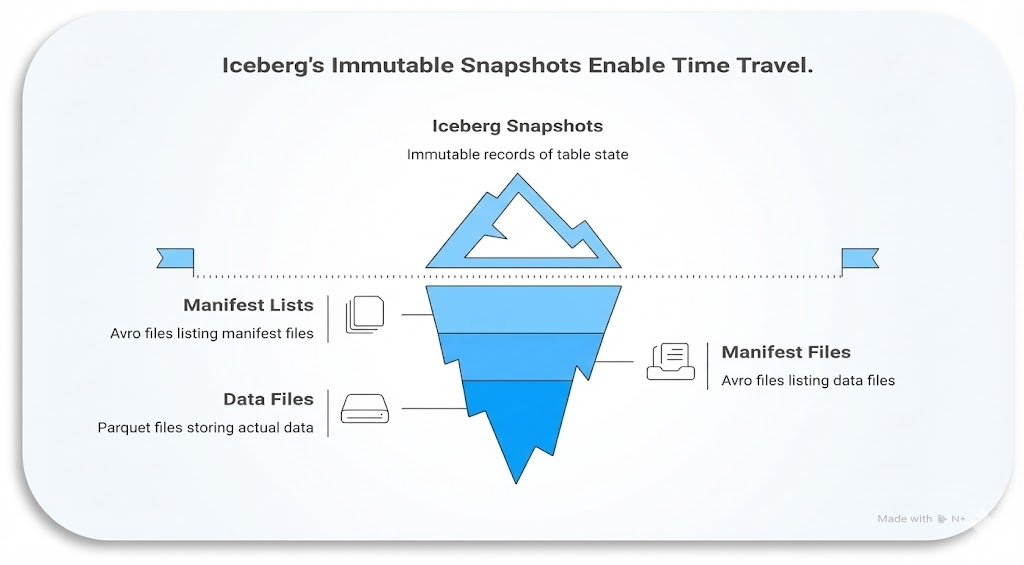 Iceberg's Immutable Snapshots Enable Time Travel.
Iceberg Snapshots
Immutable records of table state
Manifest Lists
Avro files listing manifest files
Manifest Files
Avro files listing data files
Data Files
Parquet files storing actual data
Made with N+